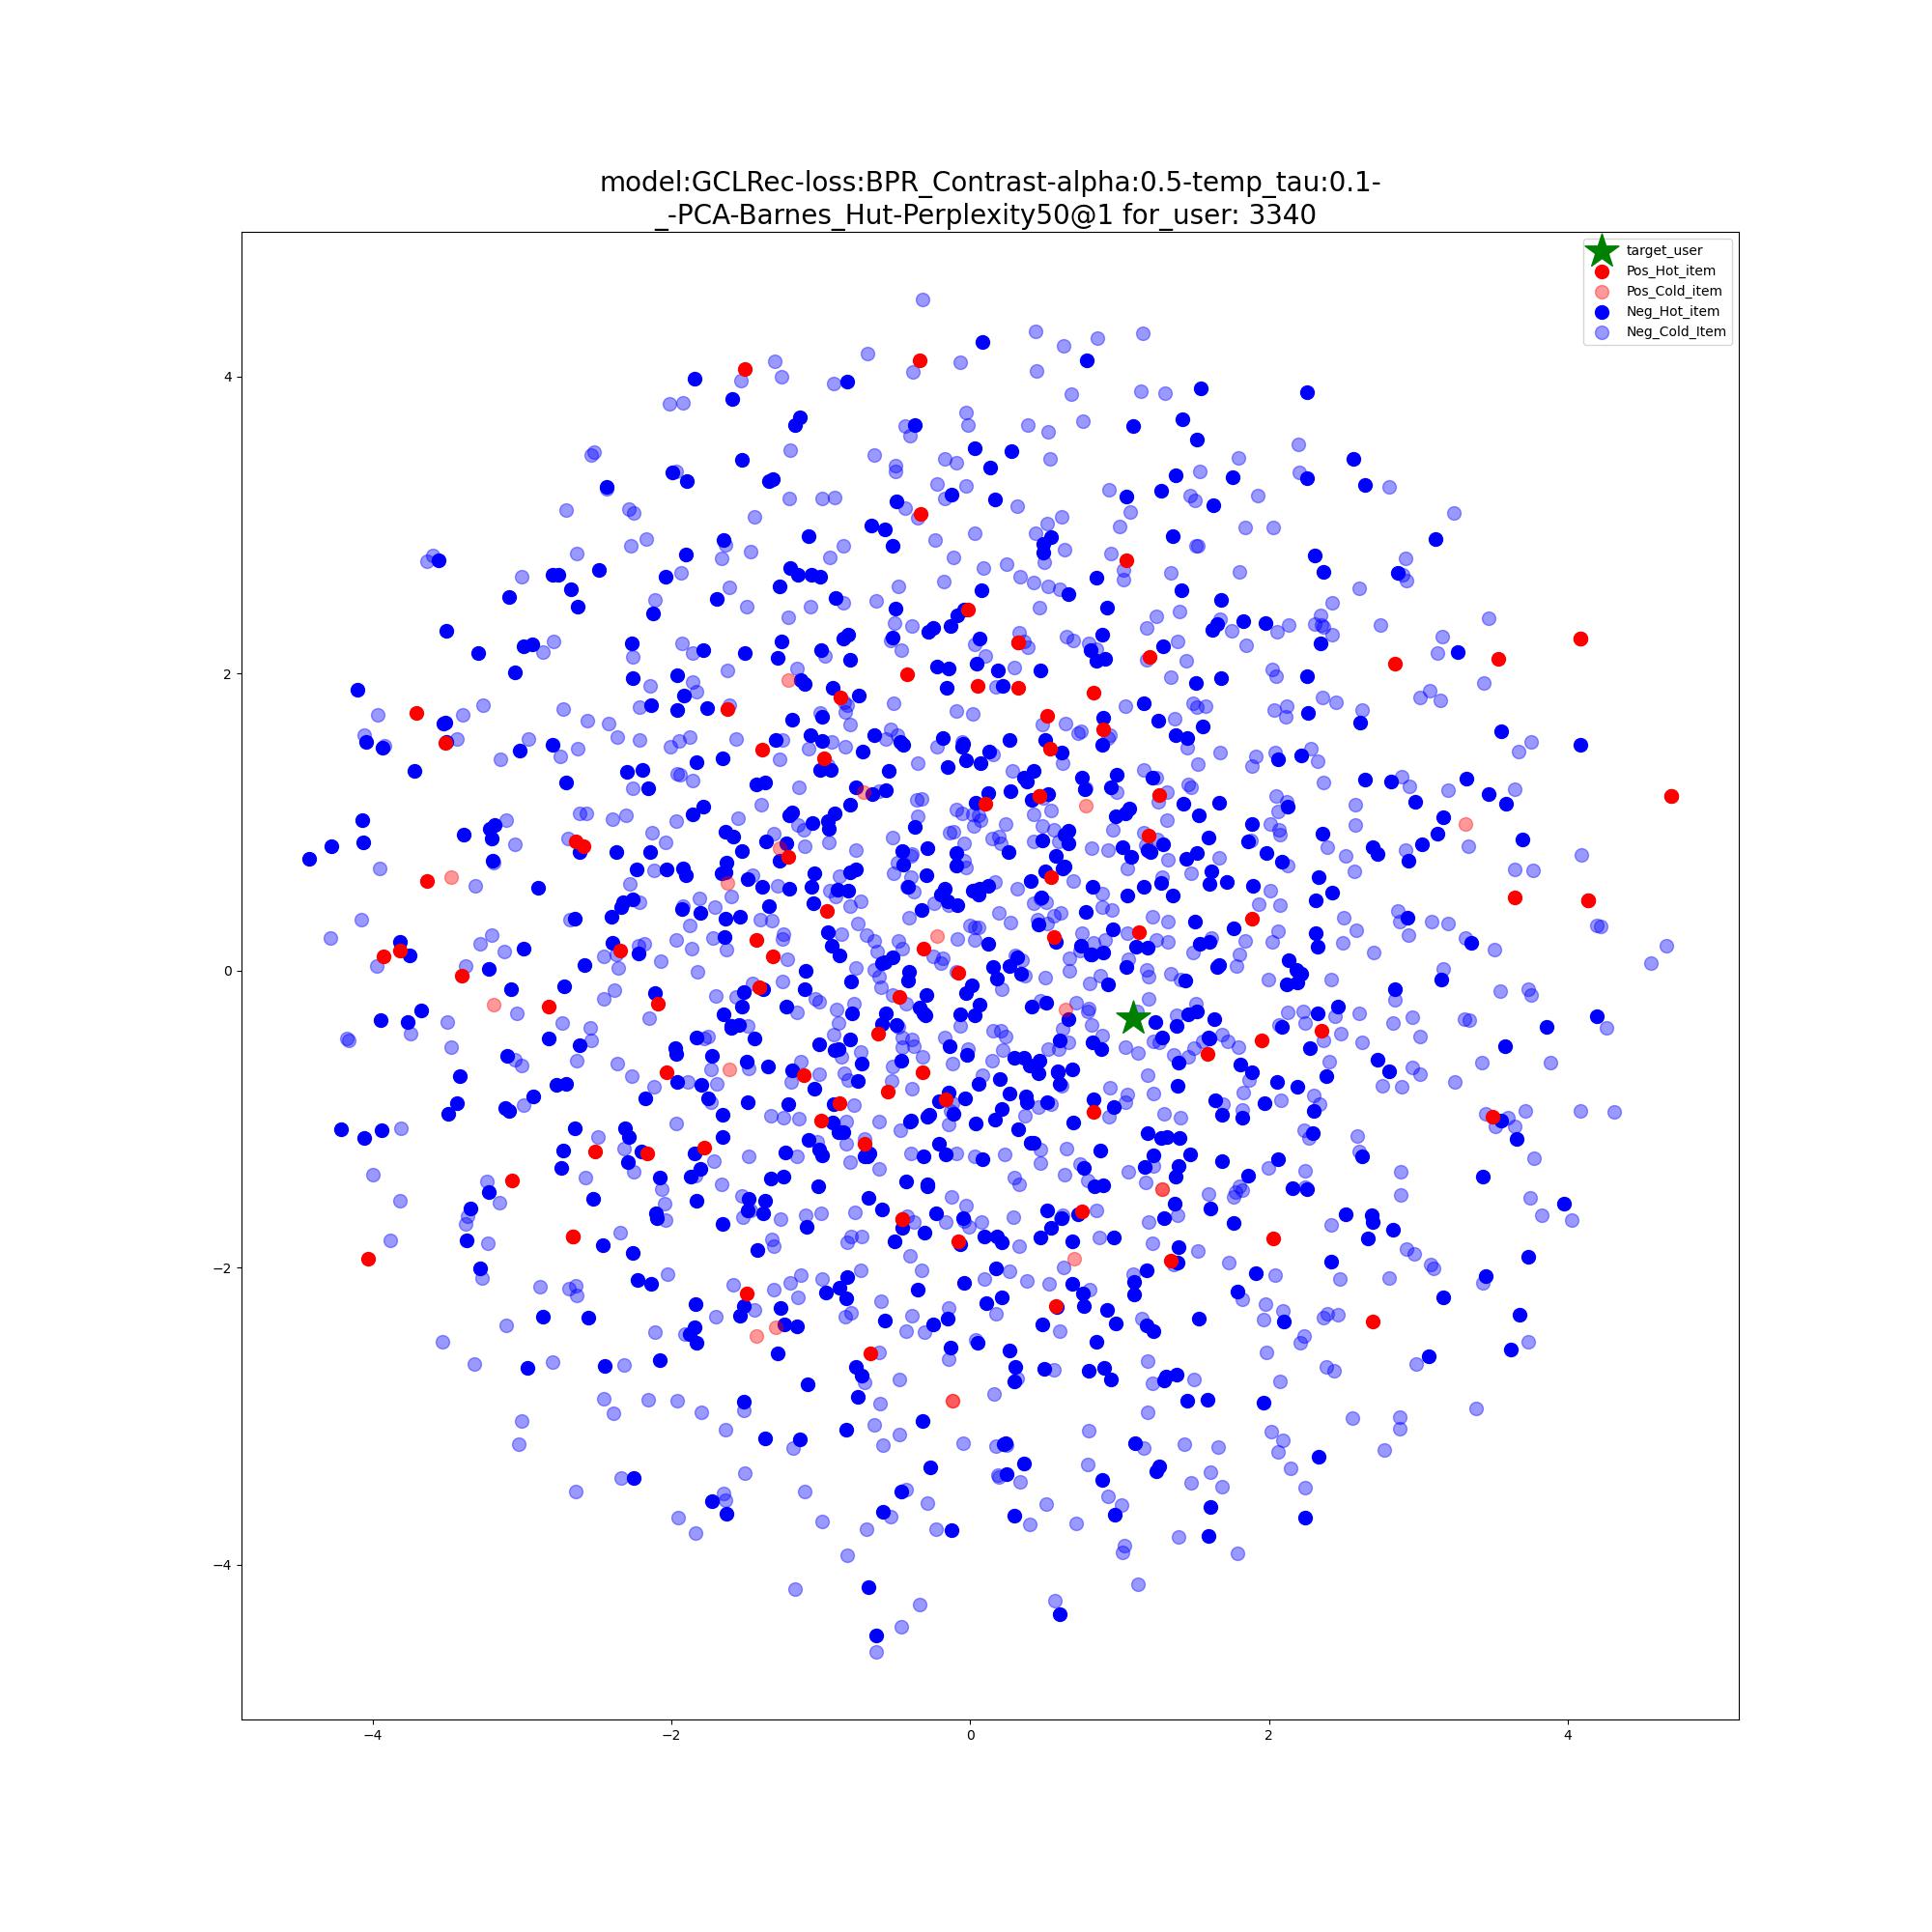 model:GCLRec-loss:BPR_Contrast-alpha:0.5-temp_tau:0.1-
_-PCA-Barnes_Hut-Perplexity50@1 for_user: 3340
target_user
Pos_Hot_item
Pos_Cold_item
Neg_Hot_item
Neg_Cold_Item
4
2
0
−2
−4
−4
−2
0
2
4